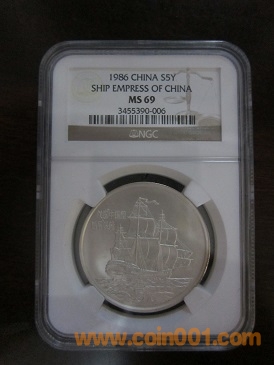 1986 CHINA S5Y
SHIP EMPRESS OF CHINA
MS 69
3455390-006
NGC
www.coin001.com